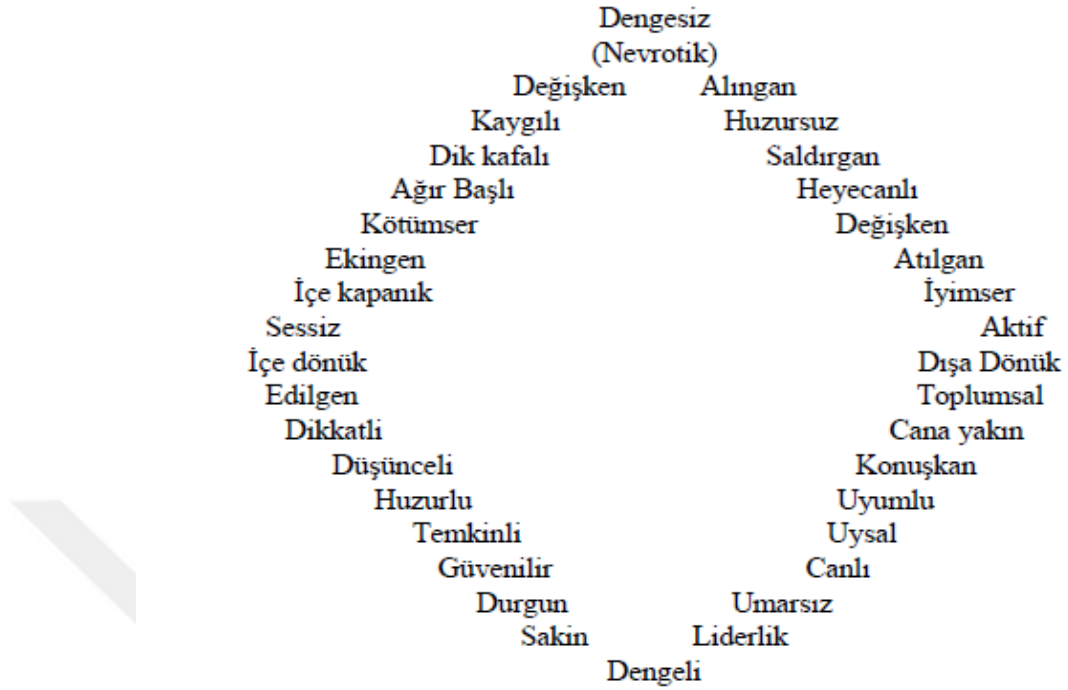 Dengesiz
(Nevrotik)
Değişken Alıngan
Kaygılı Huzursuz
Dik kafalı Saldırgan
Ağır Başlı Heyecanlı
Kötümser Değişken
Ekingen Atılgan
İçe kapanık İyimser
Sessiz Aktif
İçe dönük Dışa Dönük
Edilgen Toplumsal
Dikkatli Cana yakın
Düşünceli Konuşkan
Huzurlu Uyumlu
Temkinli Uysal
Güvenilir Canlı
Durgun Umarsız
Sakin Liderlik
Dengeli